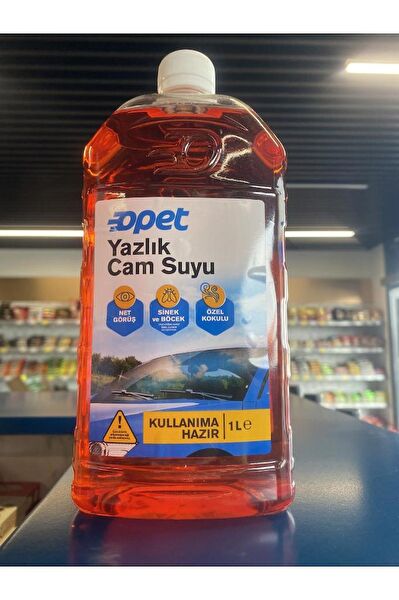 opet
Yazlık
Cam Suyu
NET
GÖRÜŞ
SİNEK
ve BÖCEK
ÖZEL
KOKULU
KULLANIMA
HAZIR
1L e